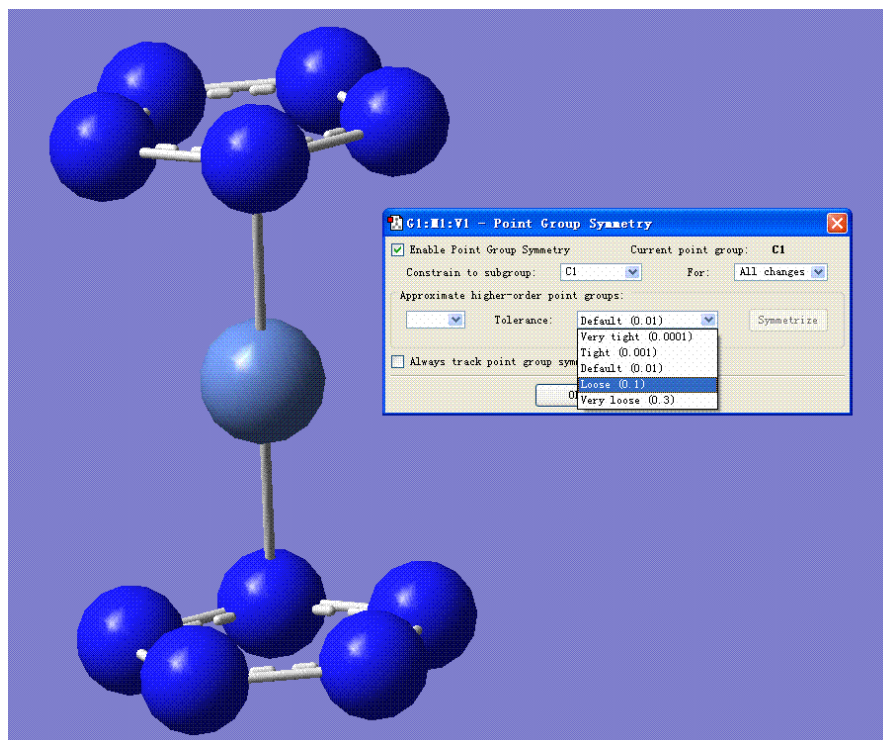 G1:M1:V1 - Point Group Symmetry
Enable Point Group Symmetry Current point group: C1
Constrain to subgroup: C1 For: All changes
Approximate higher-order point groups:
Tolerance: Default (0.01) Symmetrize
Very tight (0.0001)
Tight (0.001)
Always track point group
Default (0.01)
Loose (0.1)
Very loose (0.3)